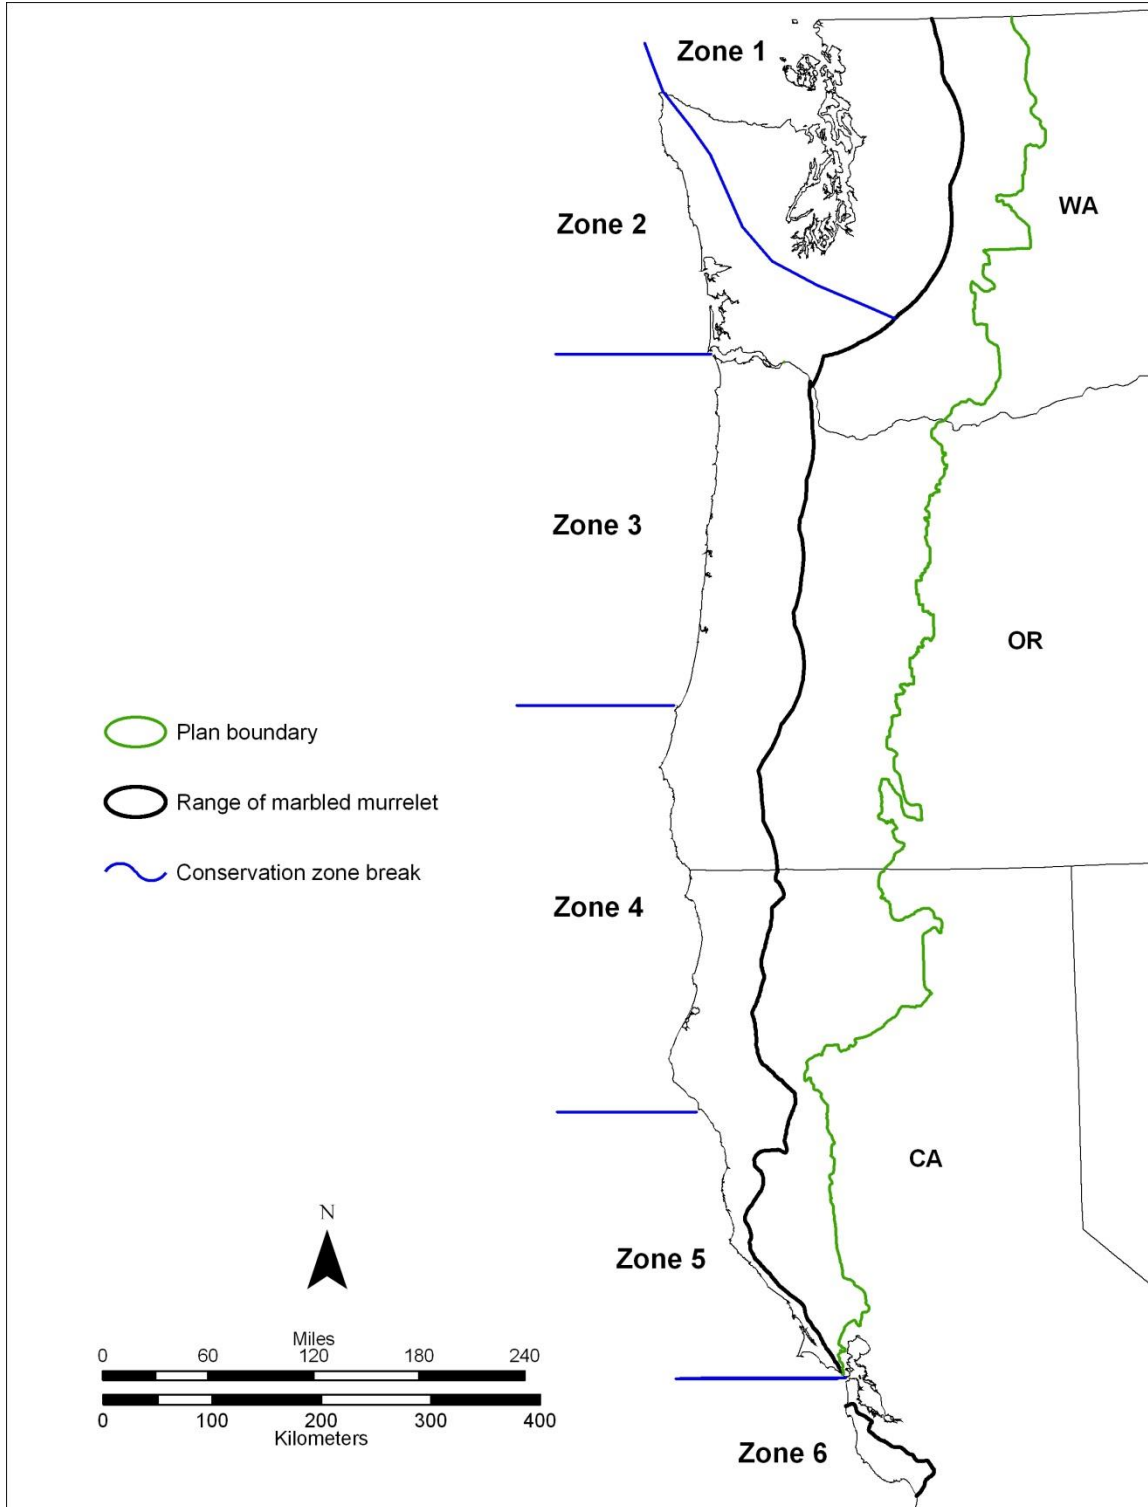 Zone 1
WA
Zone 2
Zone 3
OR
Plan boundary
Range of marbled murrelet
Conservation zone break
Zone 4
CA
N
Zone 5
Miles
0 60 120 180 240
0 100 200 300 400
Kilometers
Zone 6